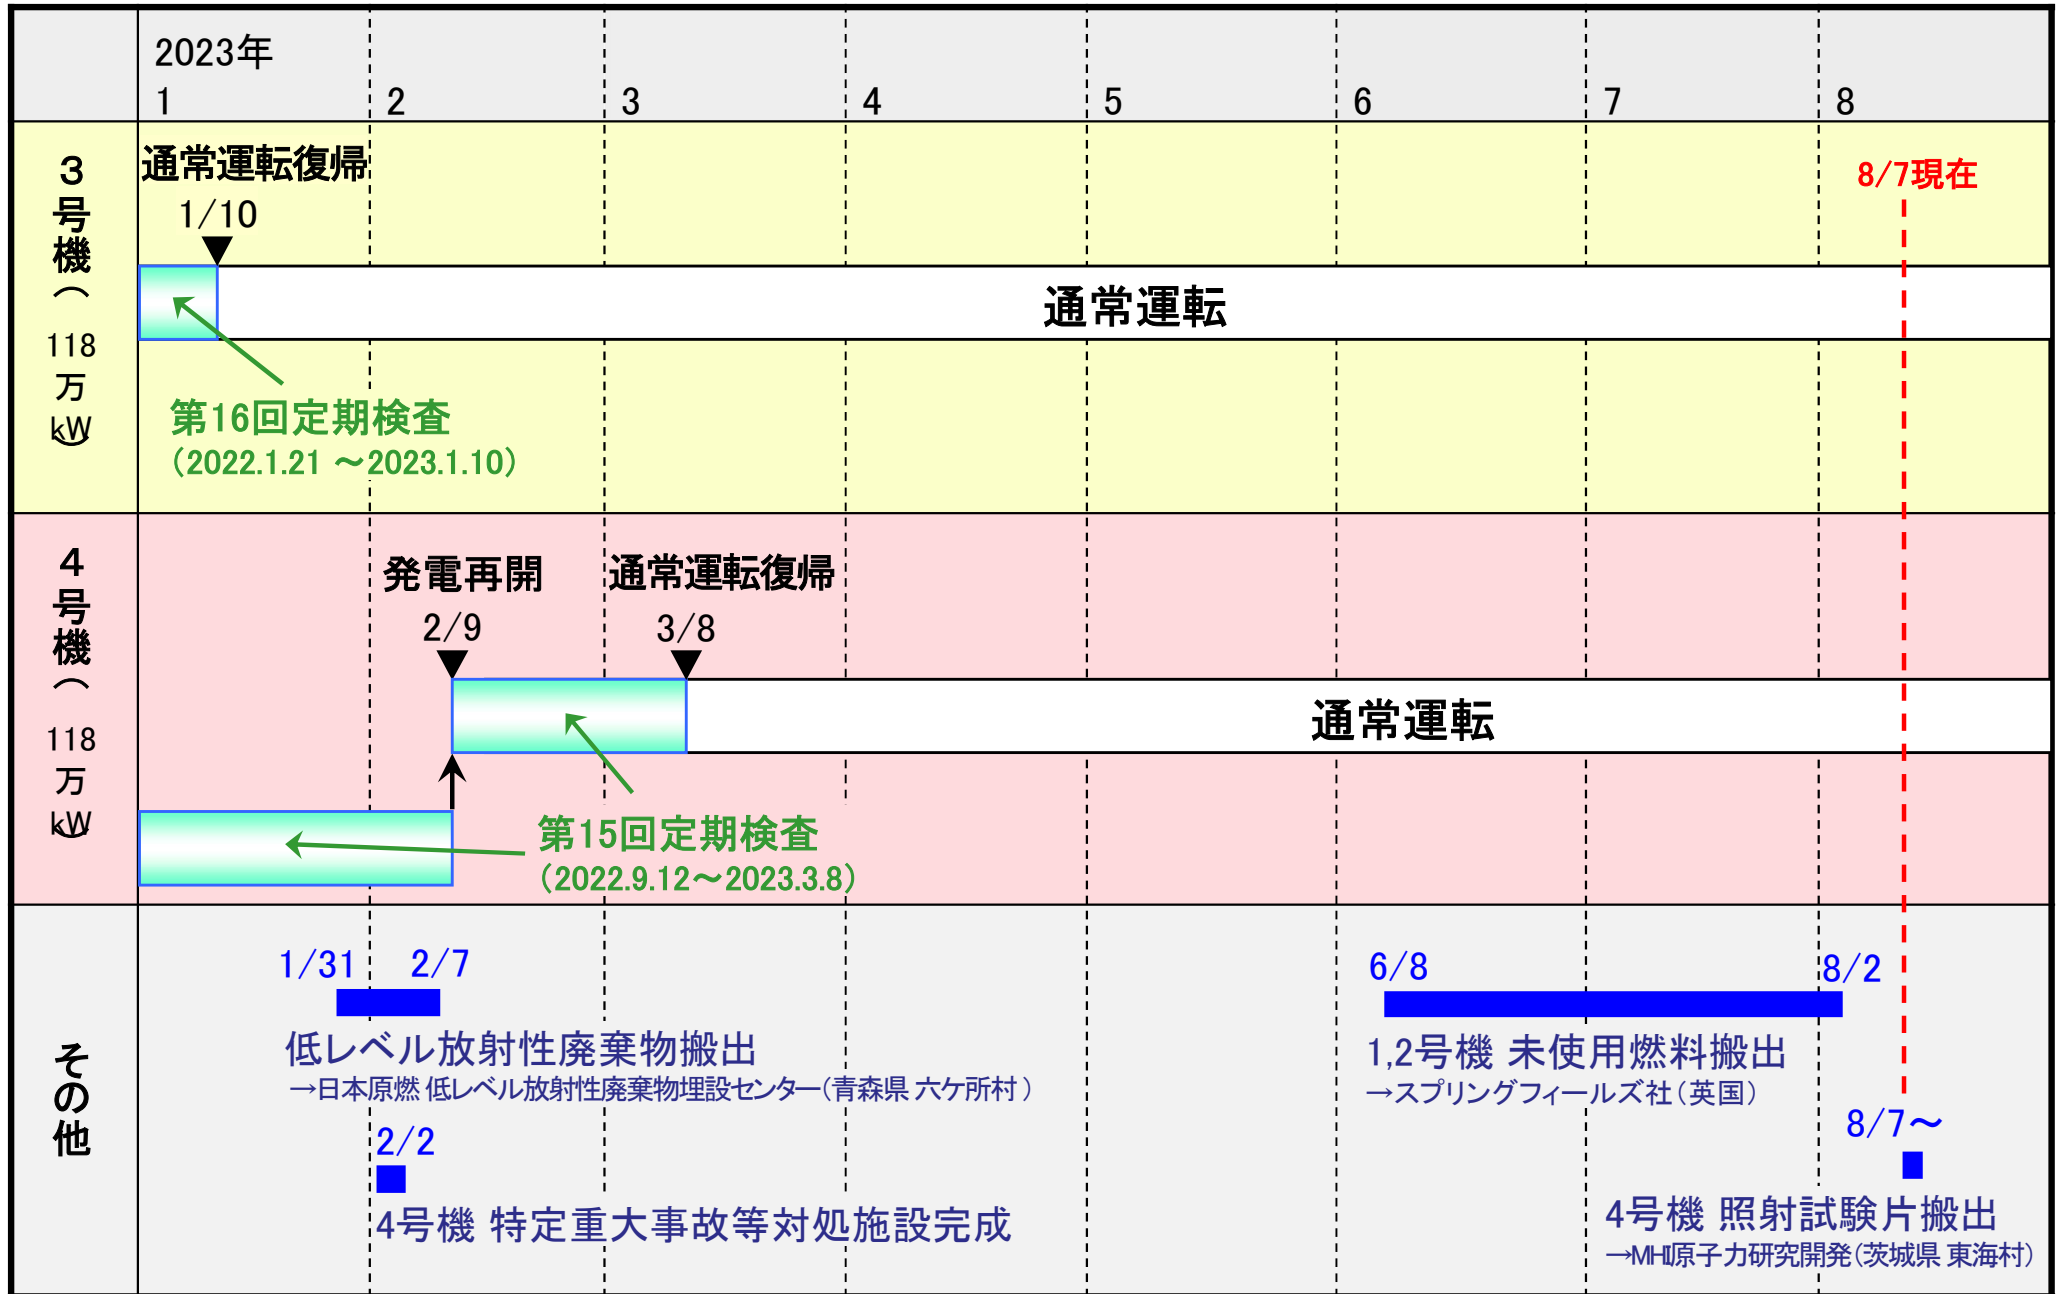 2023年
1 2 3 4 5 6 7 8
3号機（118万kW）
通常運転復帰
1/10
8/7現在
通常運転
第16回定期検査
（2022.1.21 ～2023.1.10）
4号機（118万kW）
発電再開
2/9
通常運転復帰
3/8
通常運転
第15回定期検査
（2022.9.12～2023.3.8）
その他
1/31 2/7
低レベル放射性廃棄物搬出
→日本原燃 低レベル放射性廃棄物埋設センター（青森県 六ケ所村 ）
2/2
4号機 特定重大事故等対処施設完成
6/8 8/2
1,2号機 未使用燃料搬出
→スプリングフィールズ社（英国）
8/7～
4号機 照射試験片搬出
→MHI原子力研究開発（茨城県 東海村）